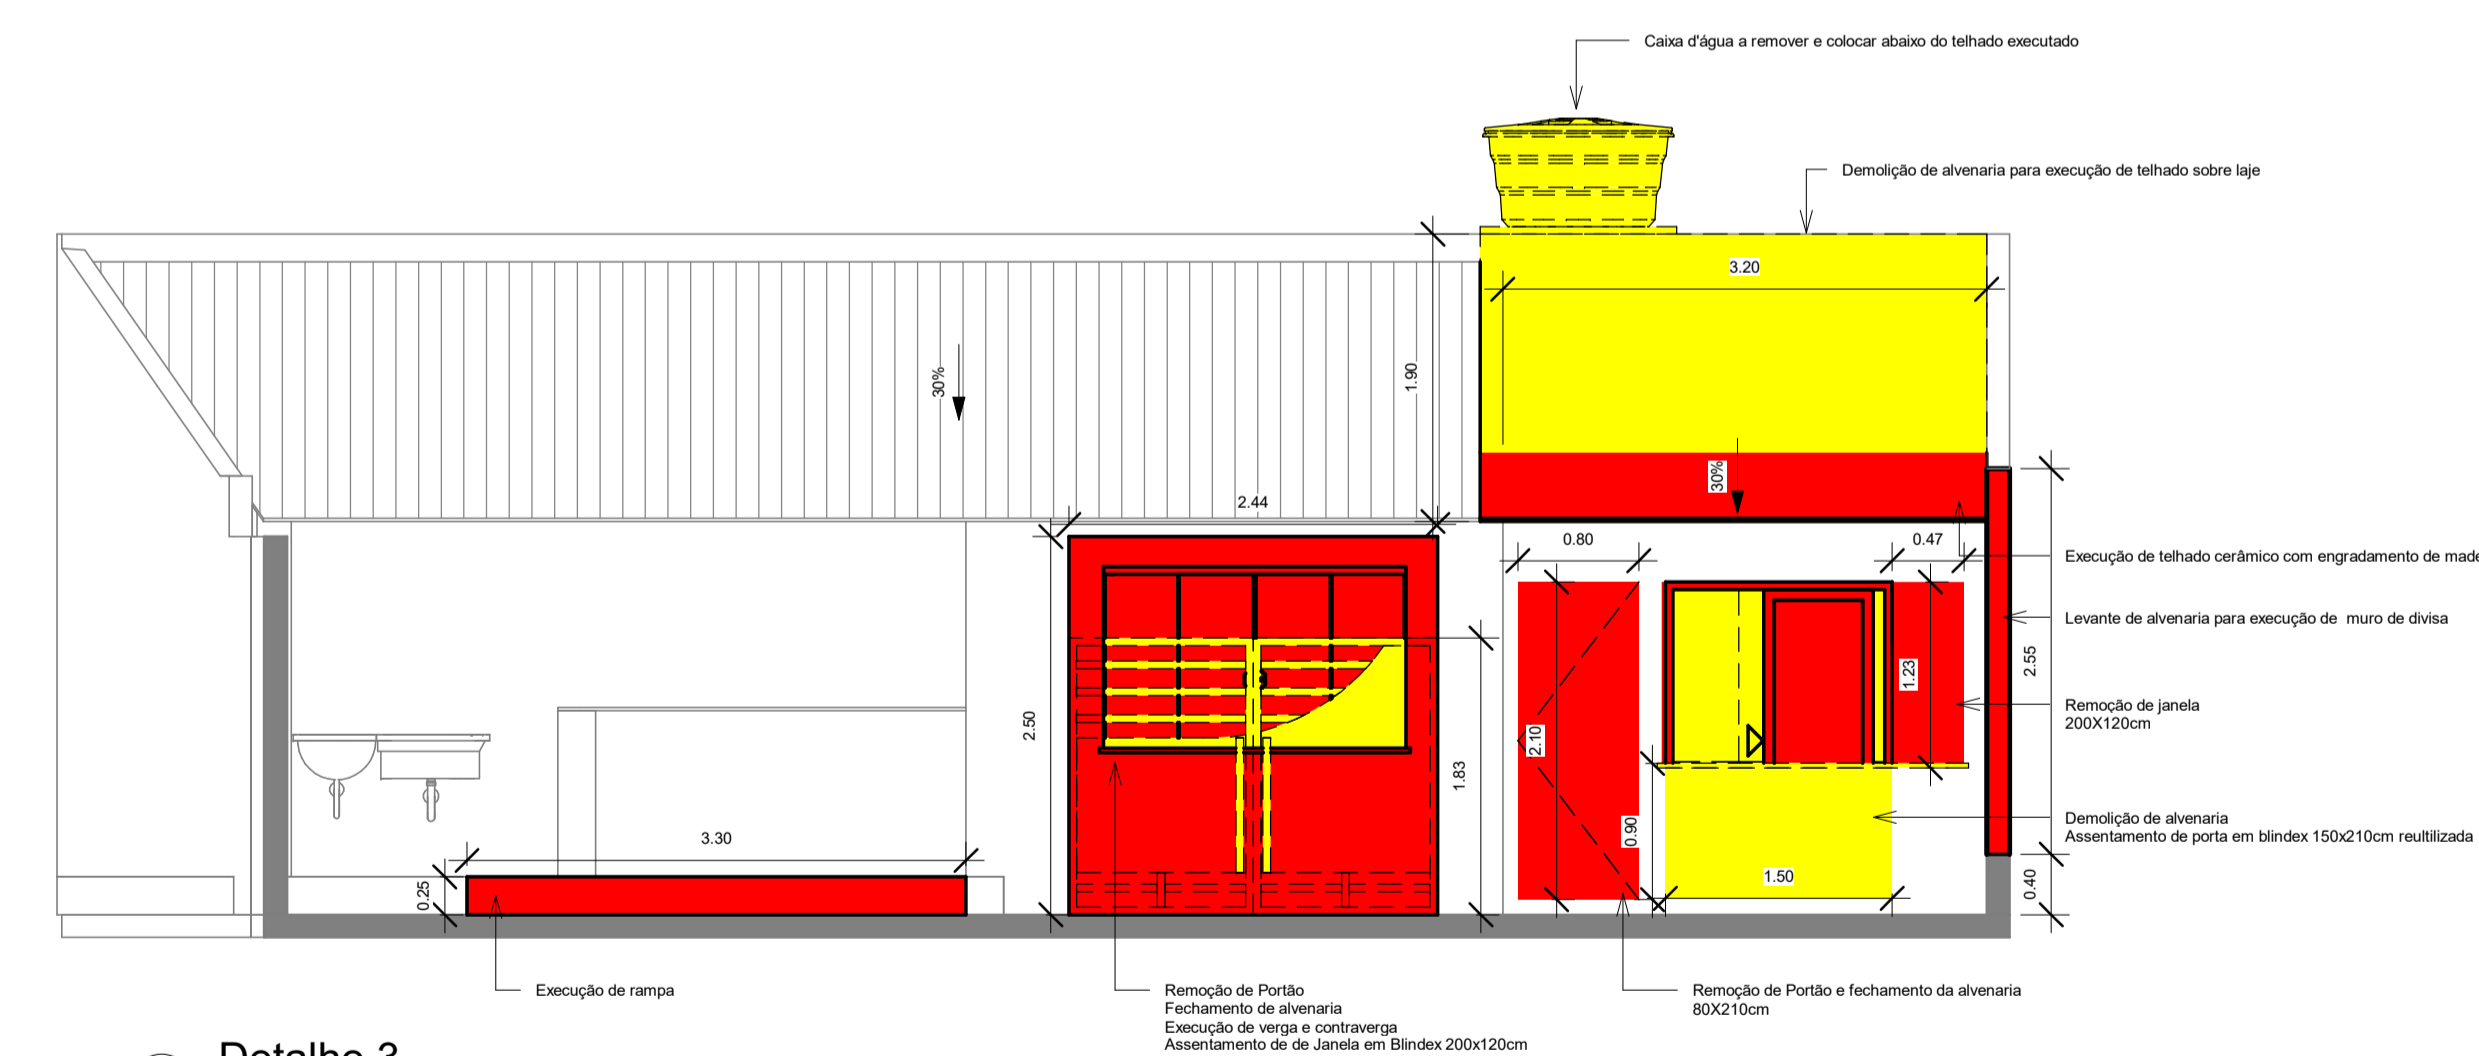 Caixa d'água a remover e colocar abaixo do telhado executado
Demolição de alvenaria para execução de telhado sobre laje
3.20
30%
1.90
30%
2.44
0.80
0.47
Execução de telhado cerâmico com engradamento de made
Levante de alvenaria para execução de muro de divisa
2.55
1.23
Remoção de janela
200X120cm
2.50
2.10
1.83
Demolição de alvenaria
Assentamento de porta em blindex 150x210cm reultilizada
3.30
0.90
0.25
1.50
0.40
Execução de rampa
Remoção de Portão
Fechamento de alvenaria
Execução de verga e contraverga
Assentamento de de Janela em Blindex 200x120cm
Remoção de Portão e fechamento da alvenaria
80X210cm
Detalhe 3